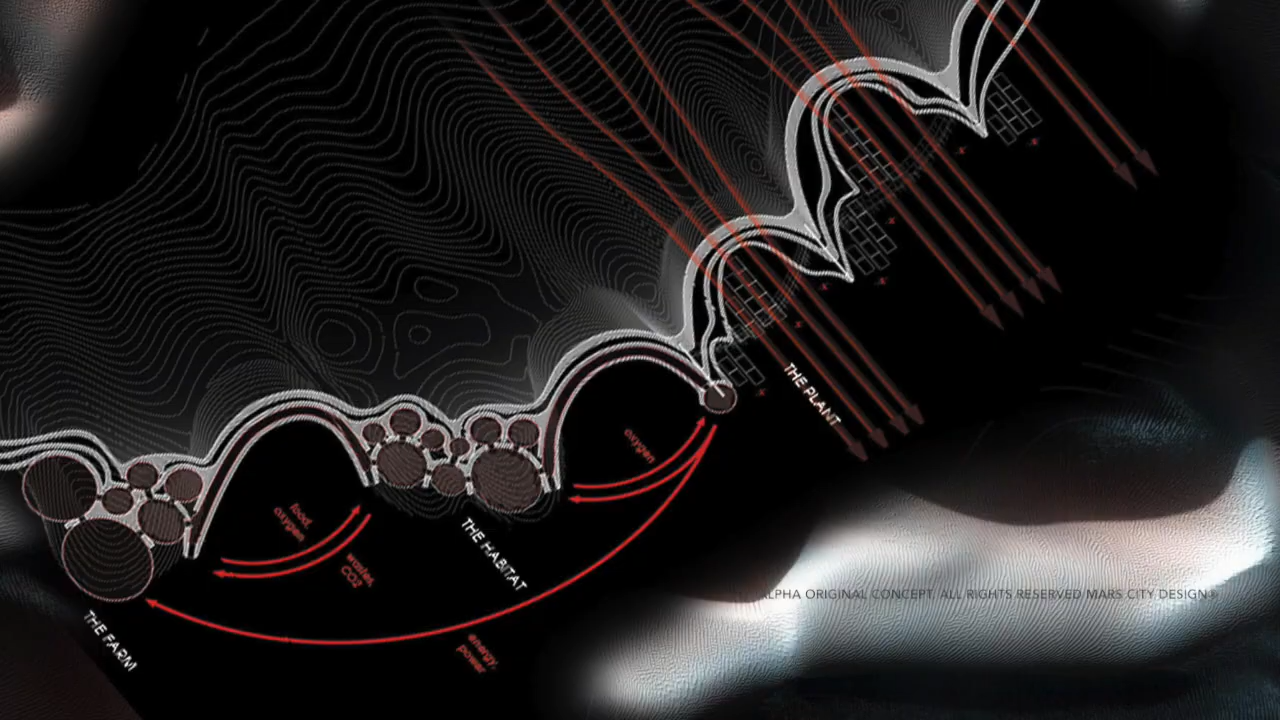 THE PLANT
oxygen
food,
oxygen
wastes,
CO2
THE HABITAT
ALPHA ORIGINAL CONCEPT. ALL RIGHTS RESERVED MARS CITY DESIGN®
THE FARM
energy,
power